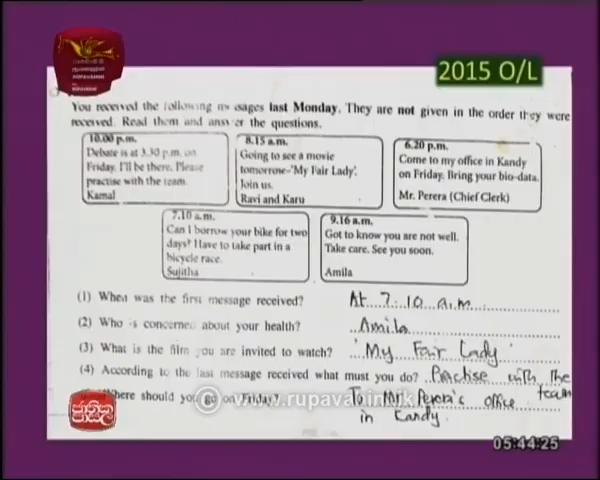 2015 O/L
You received the following messages last Monday. They are not given in the order they were
received. Read them and answer the questions.
10.00 p.m.
Debate is at 3.30 p.m. on
Friday. I'll be there. Please
practise with the team.
Kamal
8.15 a.m.
Going to see a movie
tomorrow-'My Fair Lady'.
Join us.
Ravi and Karu
6.20 p.m.
Come to my office in Kandy
on Friday. Bring your bio-data.
Mr. Perera (Chief Clerk)
7.10 a.m.
Can I borrow your bike for two
days? Have to take part in a
bicycle race.
Sujitha
9.16 a.m.
Got to know you are not well.
Take care. See you soon.
Amila
(1) When was the first message received? At 7.10 a.m.
(2) Who is concerned about your health? Amila
(3) What is the film you are invited to watch? 'My Fair Lady'
(4) According to the last message received what must you do? Practise with the
team
Where should you go on Friday? To Mr. Perera's office
in Kandy.
© www.rupavahini.lk
05:44:25